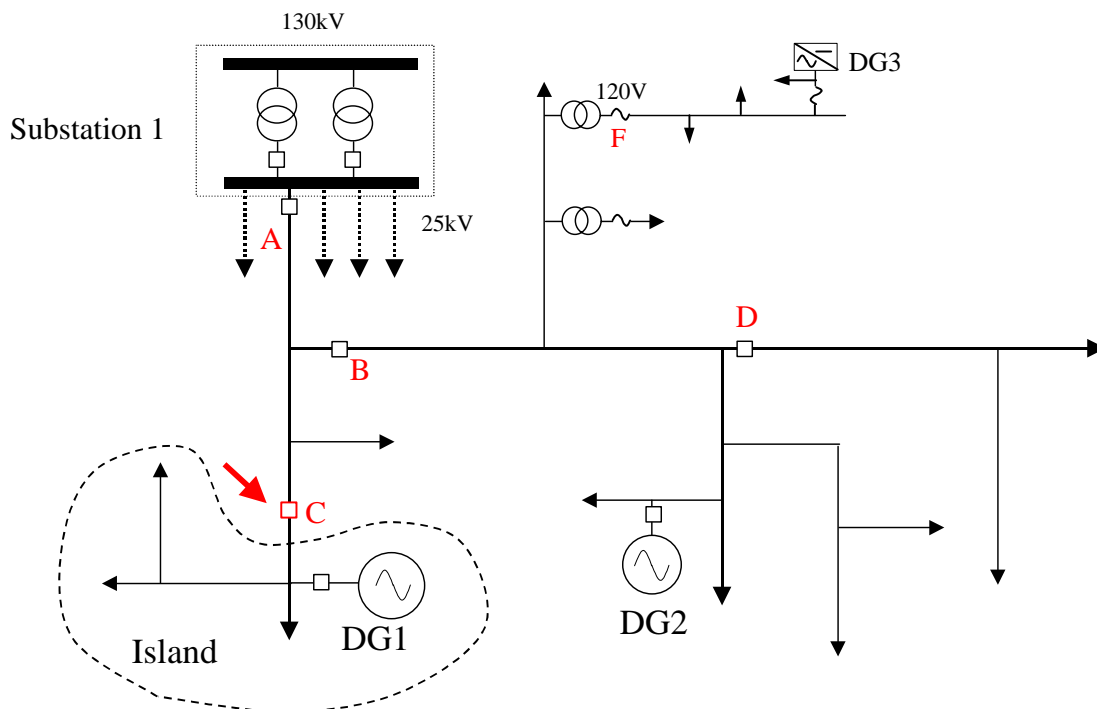 130kV
DG3
120V
Substation 1
F
25kV
A
D
B
C
DG2
DG1
Island